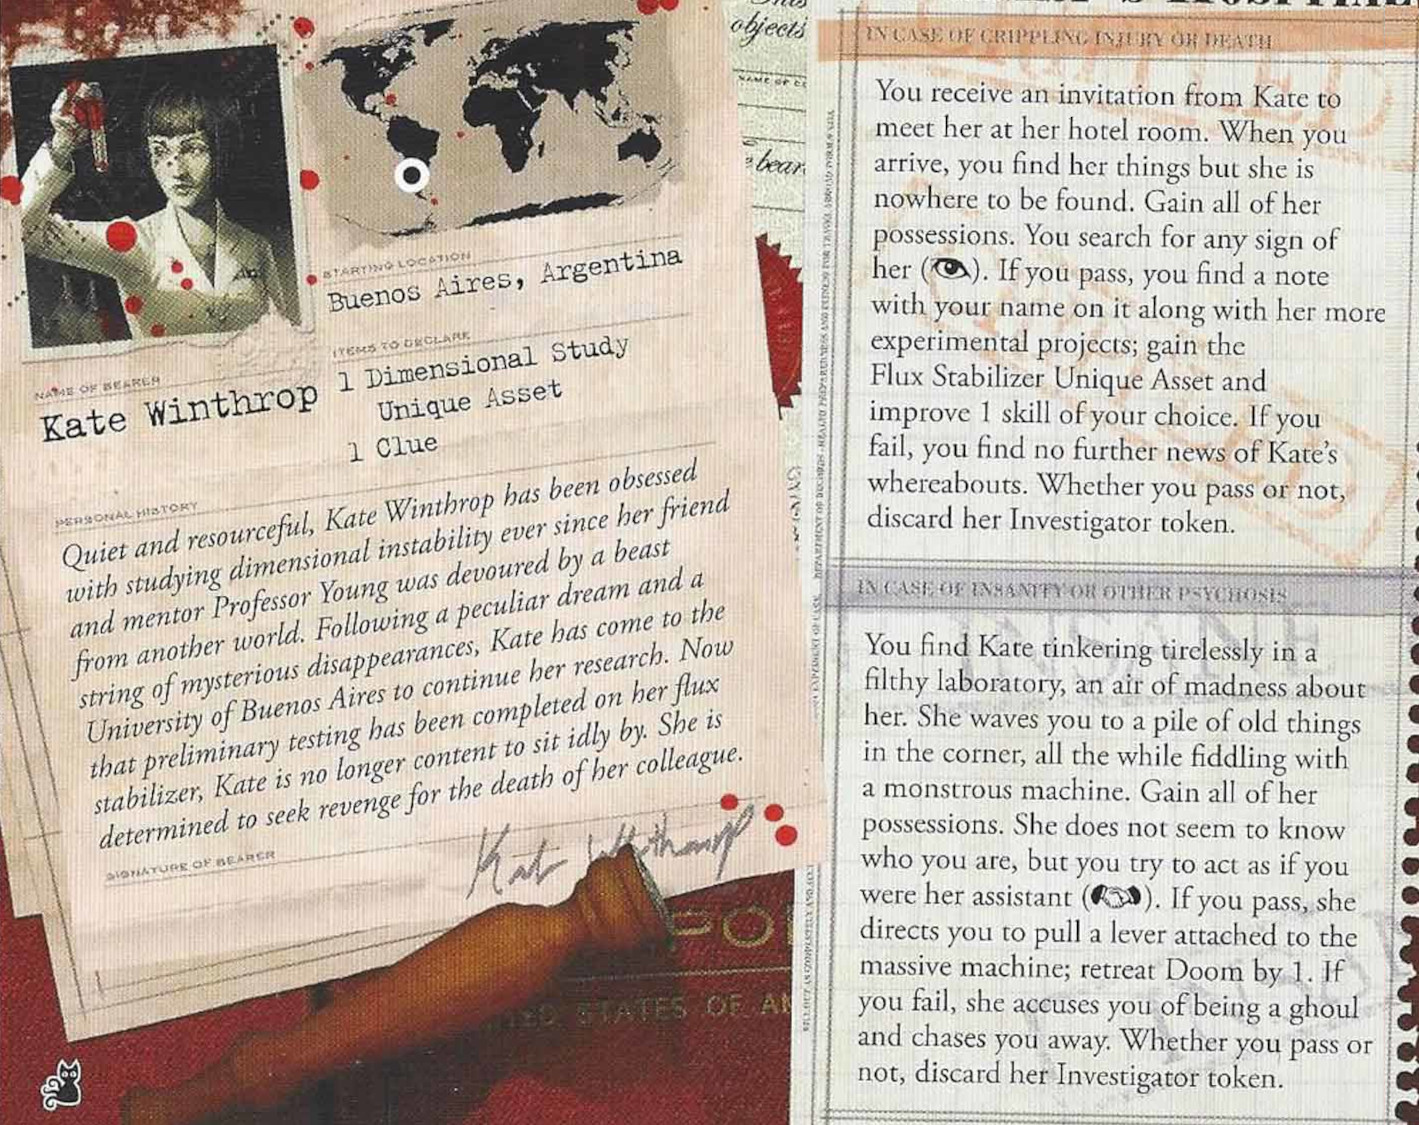 STARTING LOCATION
Buenos Aires, Argentina
ITEMS TO DECLARE
1 Dimensional Study
Unique Asset
1 Clue
NAME OF BEARER
Kate Winthrop
PERSONAL HISTORY
Quiet and resourceful, Kate Winthrop has been obsessed
with studying dimensional instability ever since her friend
and mentor Professor Young was devoured by a beast
from another world. Following a peculiar dream and a
string of mysterious disappearances, Kate has come to the
University of Buenos Aires to continue her research. Now
that preliminary testing has been completed on her flux
stabilizer, Kate is no longer content to sit idly by. She is
determined to seek revenge for the death of her colleague.
SIGNATURE OF BEARER
Kate Winthrop
STATES OF
objects
IN CASE OF CRIPPLING INJURY OR DEATH
You receive an invitation from Kate to
meet her at her hotel room. When you
arrive, you find her things but she is
nowhere to be found. Gain all of her
possessions. You search for any sign of
her ( ). If you pass, you find a note
with your name on it along with her more
experimental projects; gain the
Flux Stabilizer Unique Asset and
improve 1 skill of your choice. If you
fail, you find no further news of Kate's
whereabouts. Whether you pass or not,
discard her Investigator token.
IN CASE OF INSANITY OR OTHER PSYCHOSIS
You find Kate tinkering tirelessly in a
filthy laboratory, an air of madness about
her. She waves you to a pile of old things
in the corner, all the while fiddling with
a monstrous machine. Gain all of her
possessions. She does not seem to know
who you are, but you try to act as if you
were her assistant ( ). If you pass, she
directs you to pull a lever attached to the
massive machine; retreat Doom by 1. If
you fail, she accuses you of being a ghoul
and chases you away. Whether you pass or
not, discard her Investigator token.